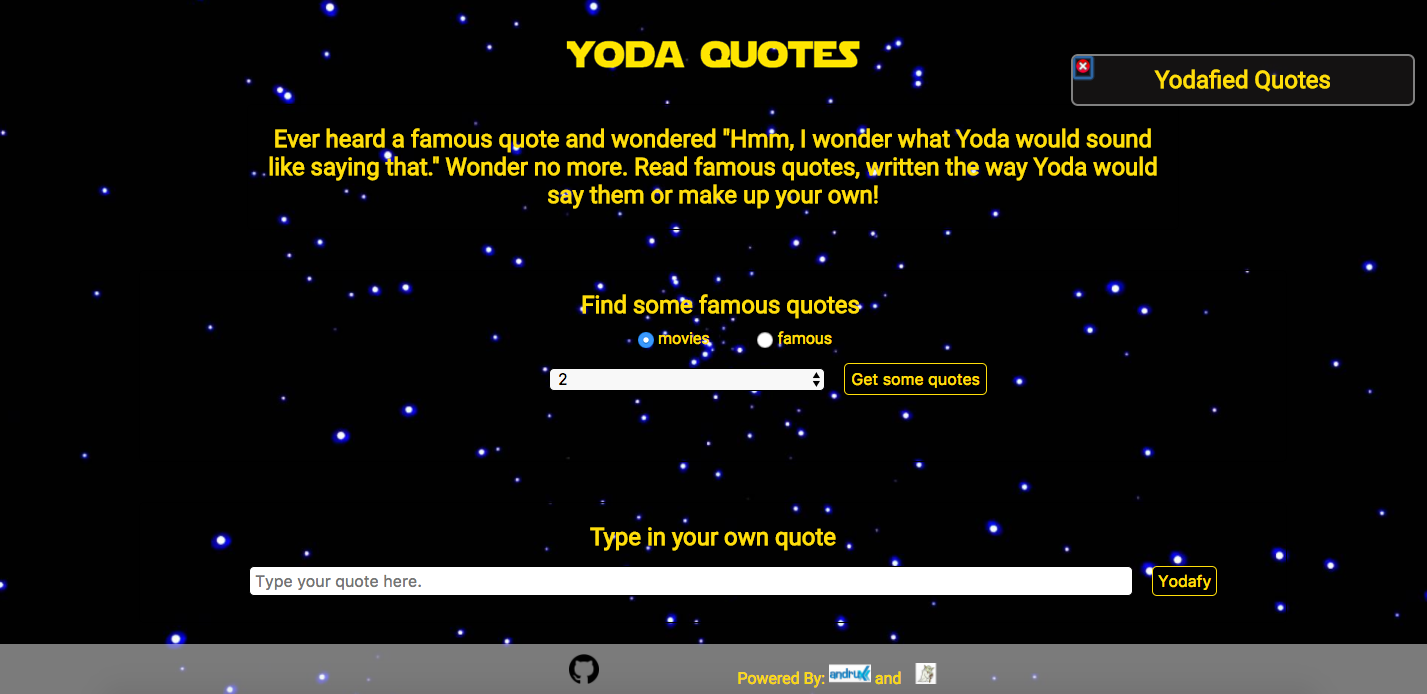 YODA QUOTES
Yodafied Quotes
Ever heard a famous quote and wondered "Hmm, I wonder what Yoda would sound
like saying that." Wonder no more. Read famous quotes, written the way Yoda would
say them or make up your own!
Find some famous quotes
movies famous
2 Get some quotes
Type in your own quote
Type your quote here. Yodafy
Powered By: andrux and